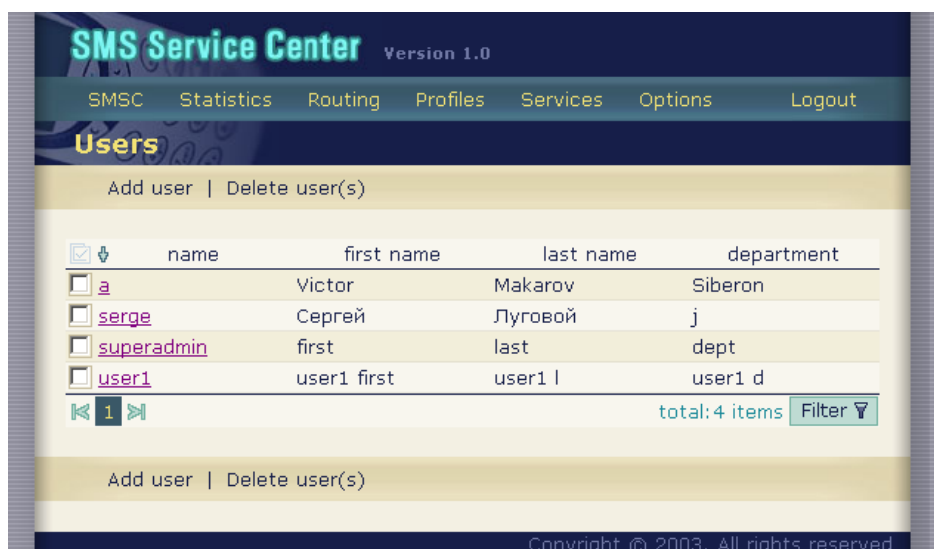 SMS Service Center Version 1.0
SMSC Statistics Routing Profiles Services Options Logout
Users
Add user | Delete user(s)
name first name last name department
a Victor Makarov Siberon
serge Сергей Луговой j
superadmin first last dept
user1 user1 first user1 l user1 d
1 total:4 items Filter
Add user | Delete user(s)
Copyright © 2003. All rights reserved